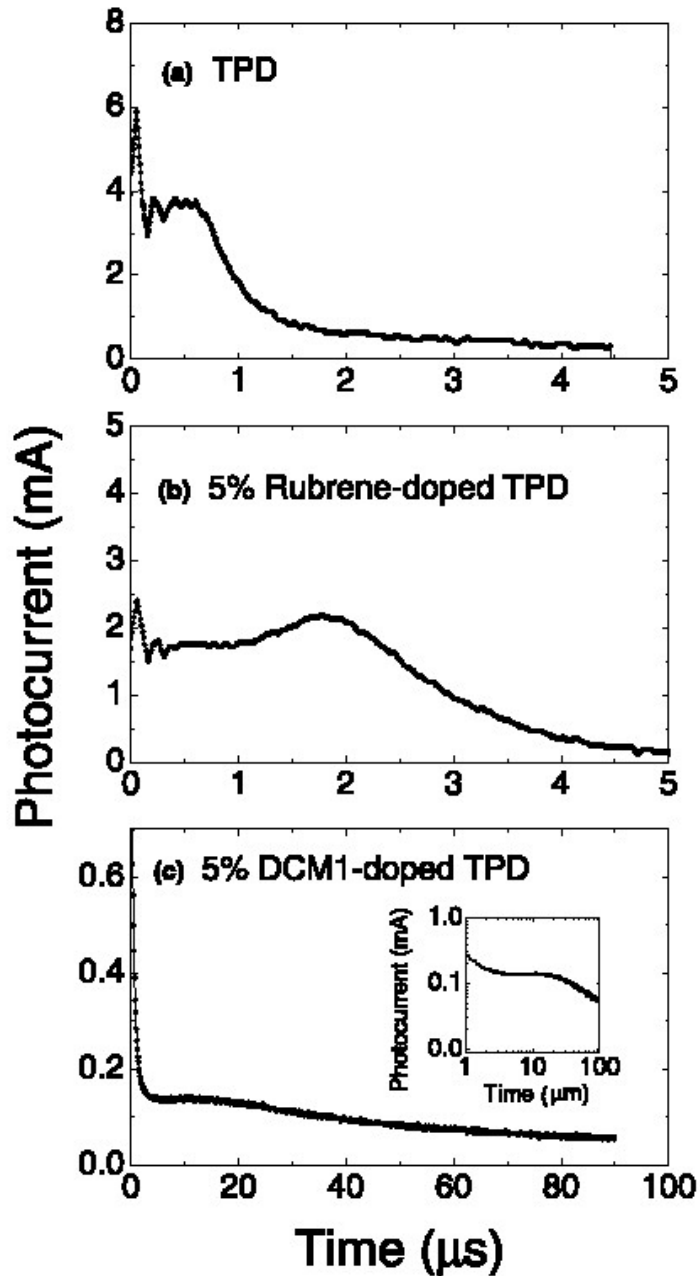 8
(a) TPD
6
4
2
0
0 1 2 3 4 5
5
(b) 5% Rubrene-doped TPD
4
3
2
1
0
0 1 2 3 4 5
Photocurrent (mA)
(c) 5% DCM1-doped TPD
0.6
0.4
0.2
0.0
Photocurrent (mA)
1.0
0.1
0.0
1 10 100
Time (μm)
0 20 40 60 80 100
Time (μs)